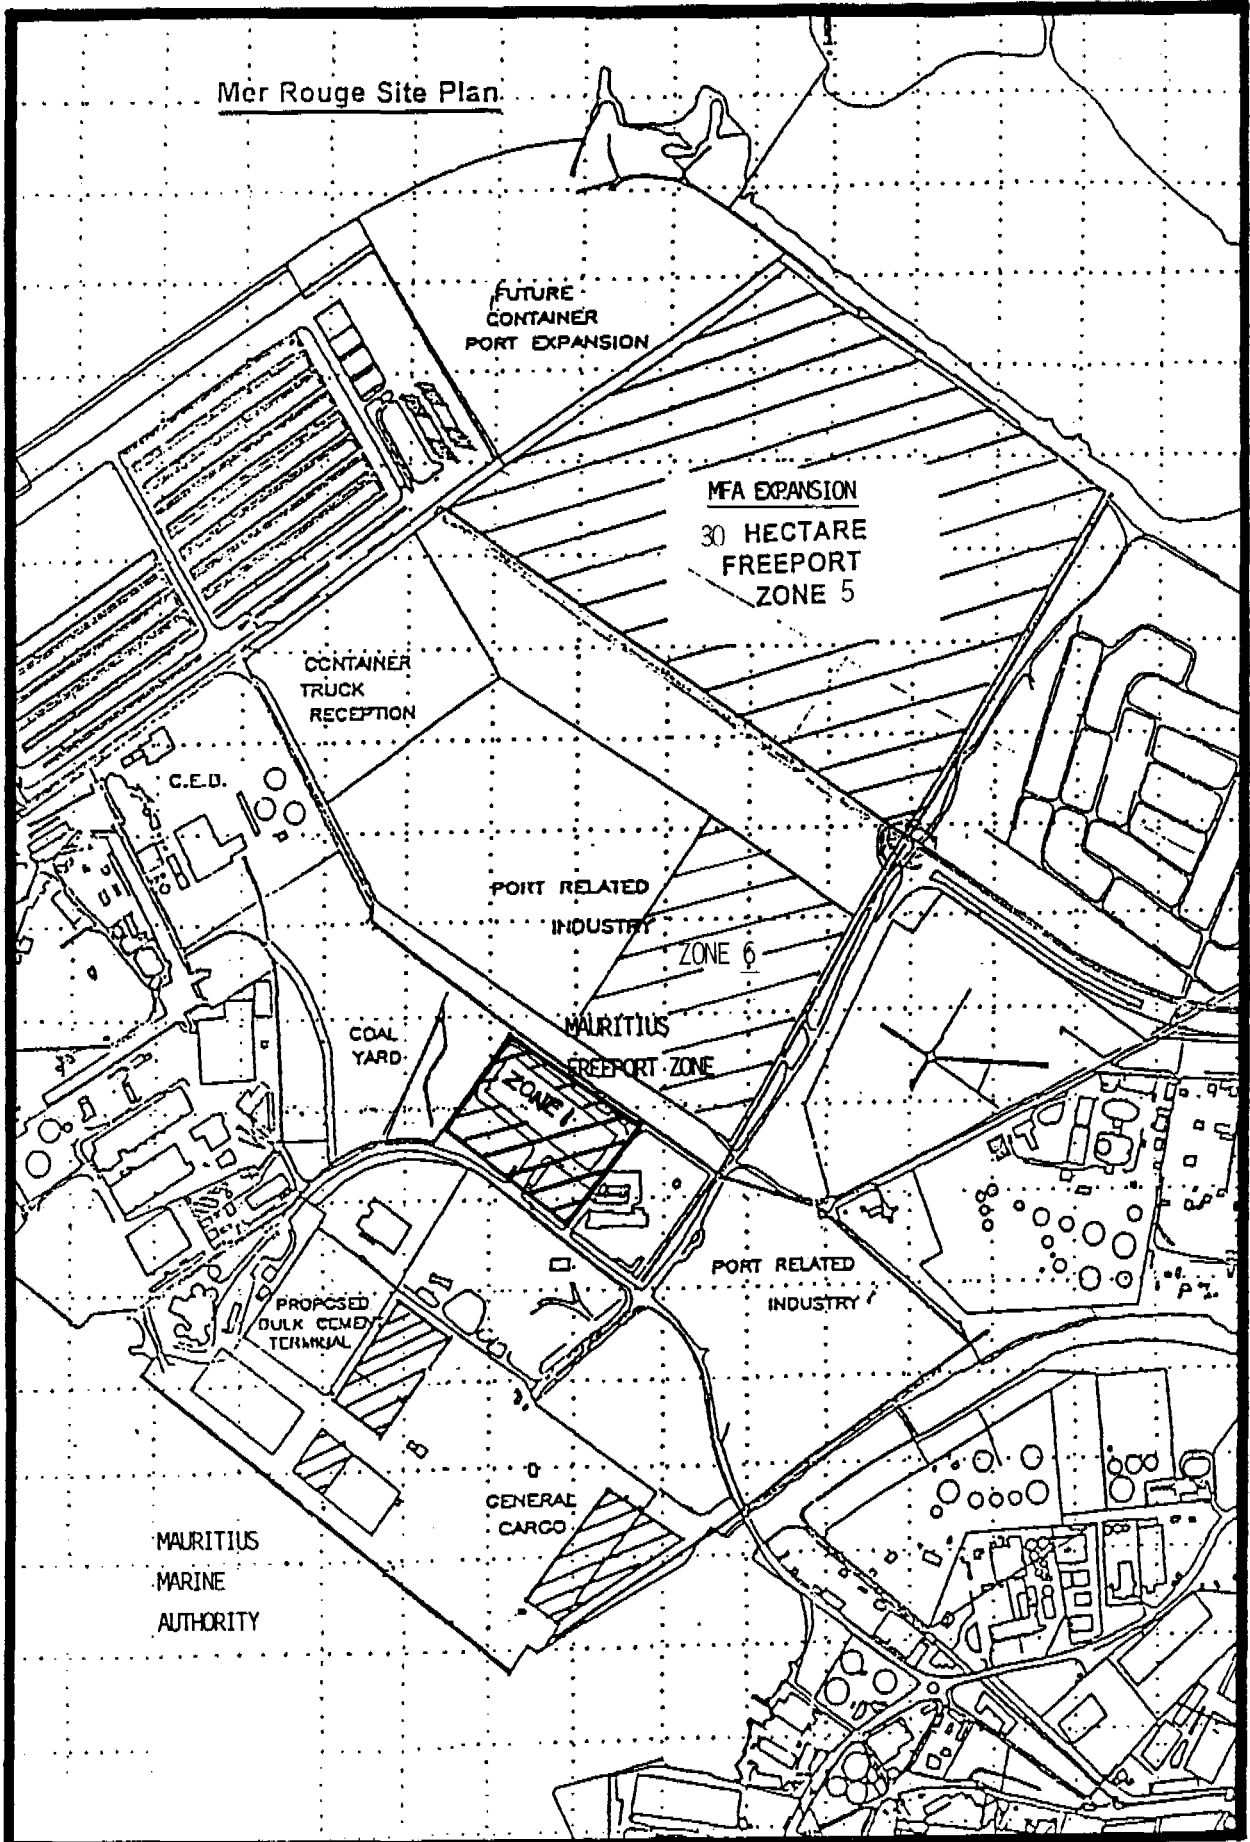 Mer Rouge Site Plan
FUTURE
CONTAINER
PORT EXPANSION
MFA EXPANSION
30 HECTARE
FREEPORT
ZONE 5
CONTAINER
TRUCK
RECEPTION
C.E.D.
PORT RELATED
INDUSTRY
ZONE 6
COAL
YARD
MAURITIUS
FREEPORT ZONE
ZONE 1
PORT RELATED
INDUSTRY
PROPOSED
BULK CEMENT
TERMINAL
GENERAL
CARGO
MAURITIUS
MARINE
AUTHORITY